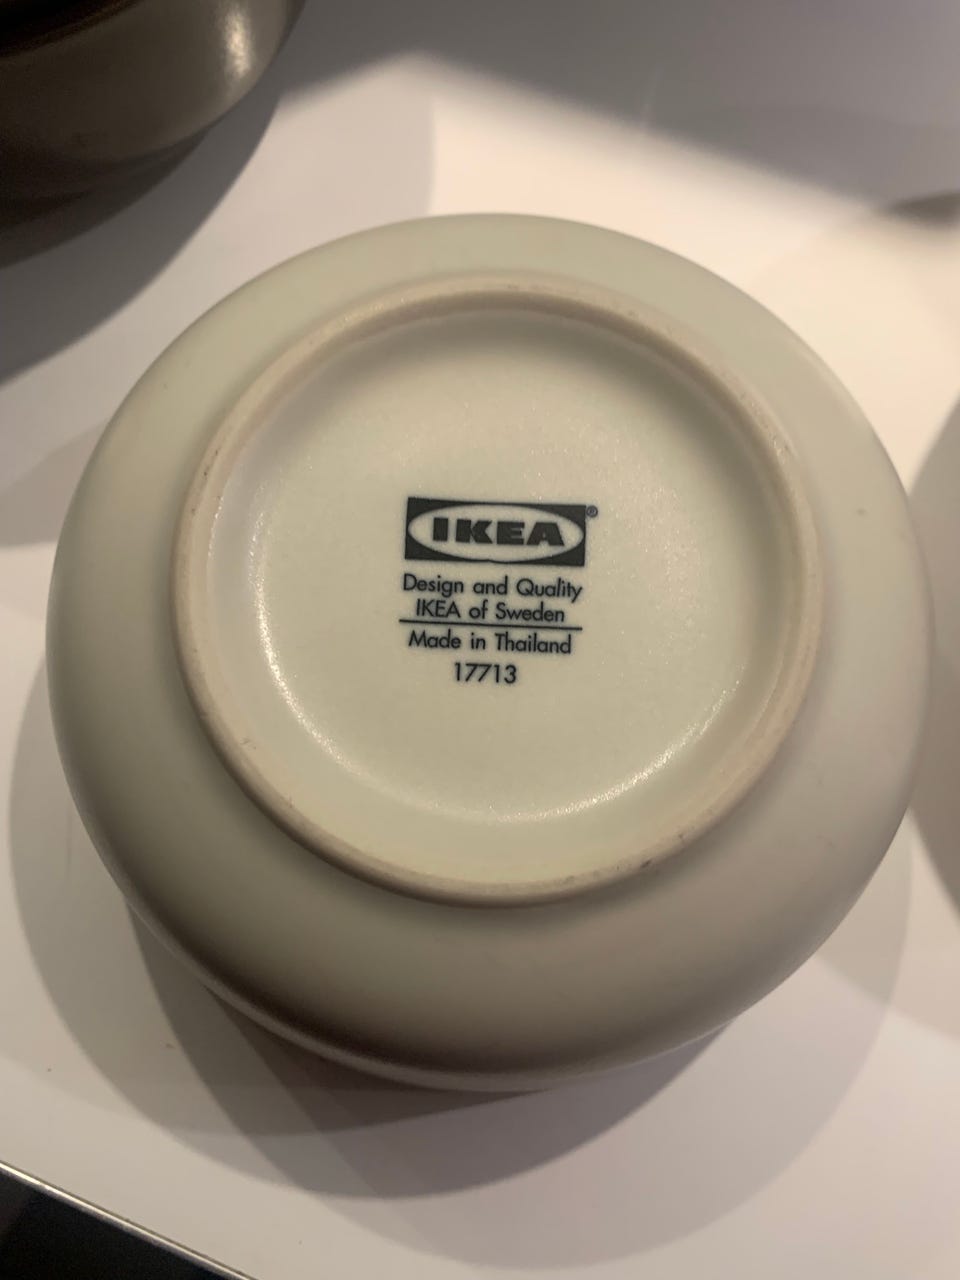 IKEA®
Design and Quality
IKEA of Sweden
Made in Thailand
17713